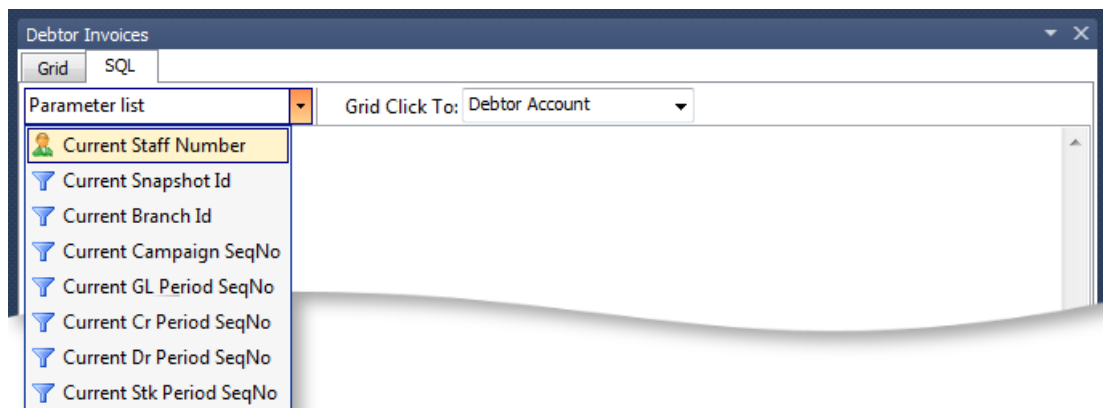 Debtor Invoices
Grid SQL
Parameter list Grid Click To: Debtor Account
Current Staff Number
Current Snapshot Id
Current Branch Id
Current Campaign SeqNo
Current GL Period SeqNo
Current Cr Period SeqNo
Current Dr Period SeqNo
Current Stk Period SeqNo